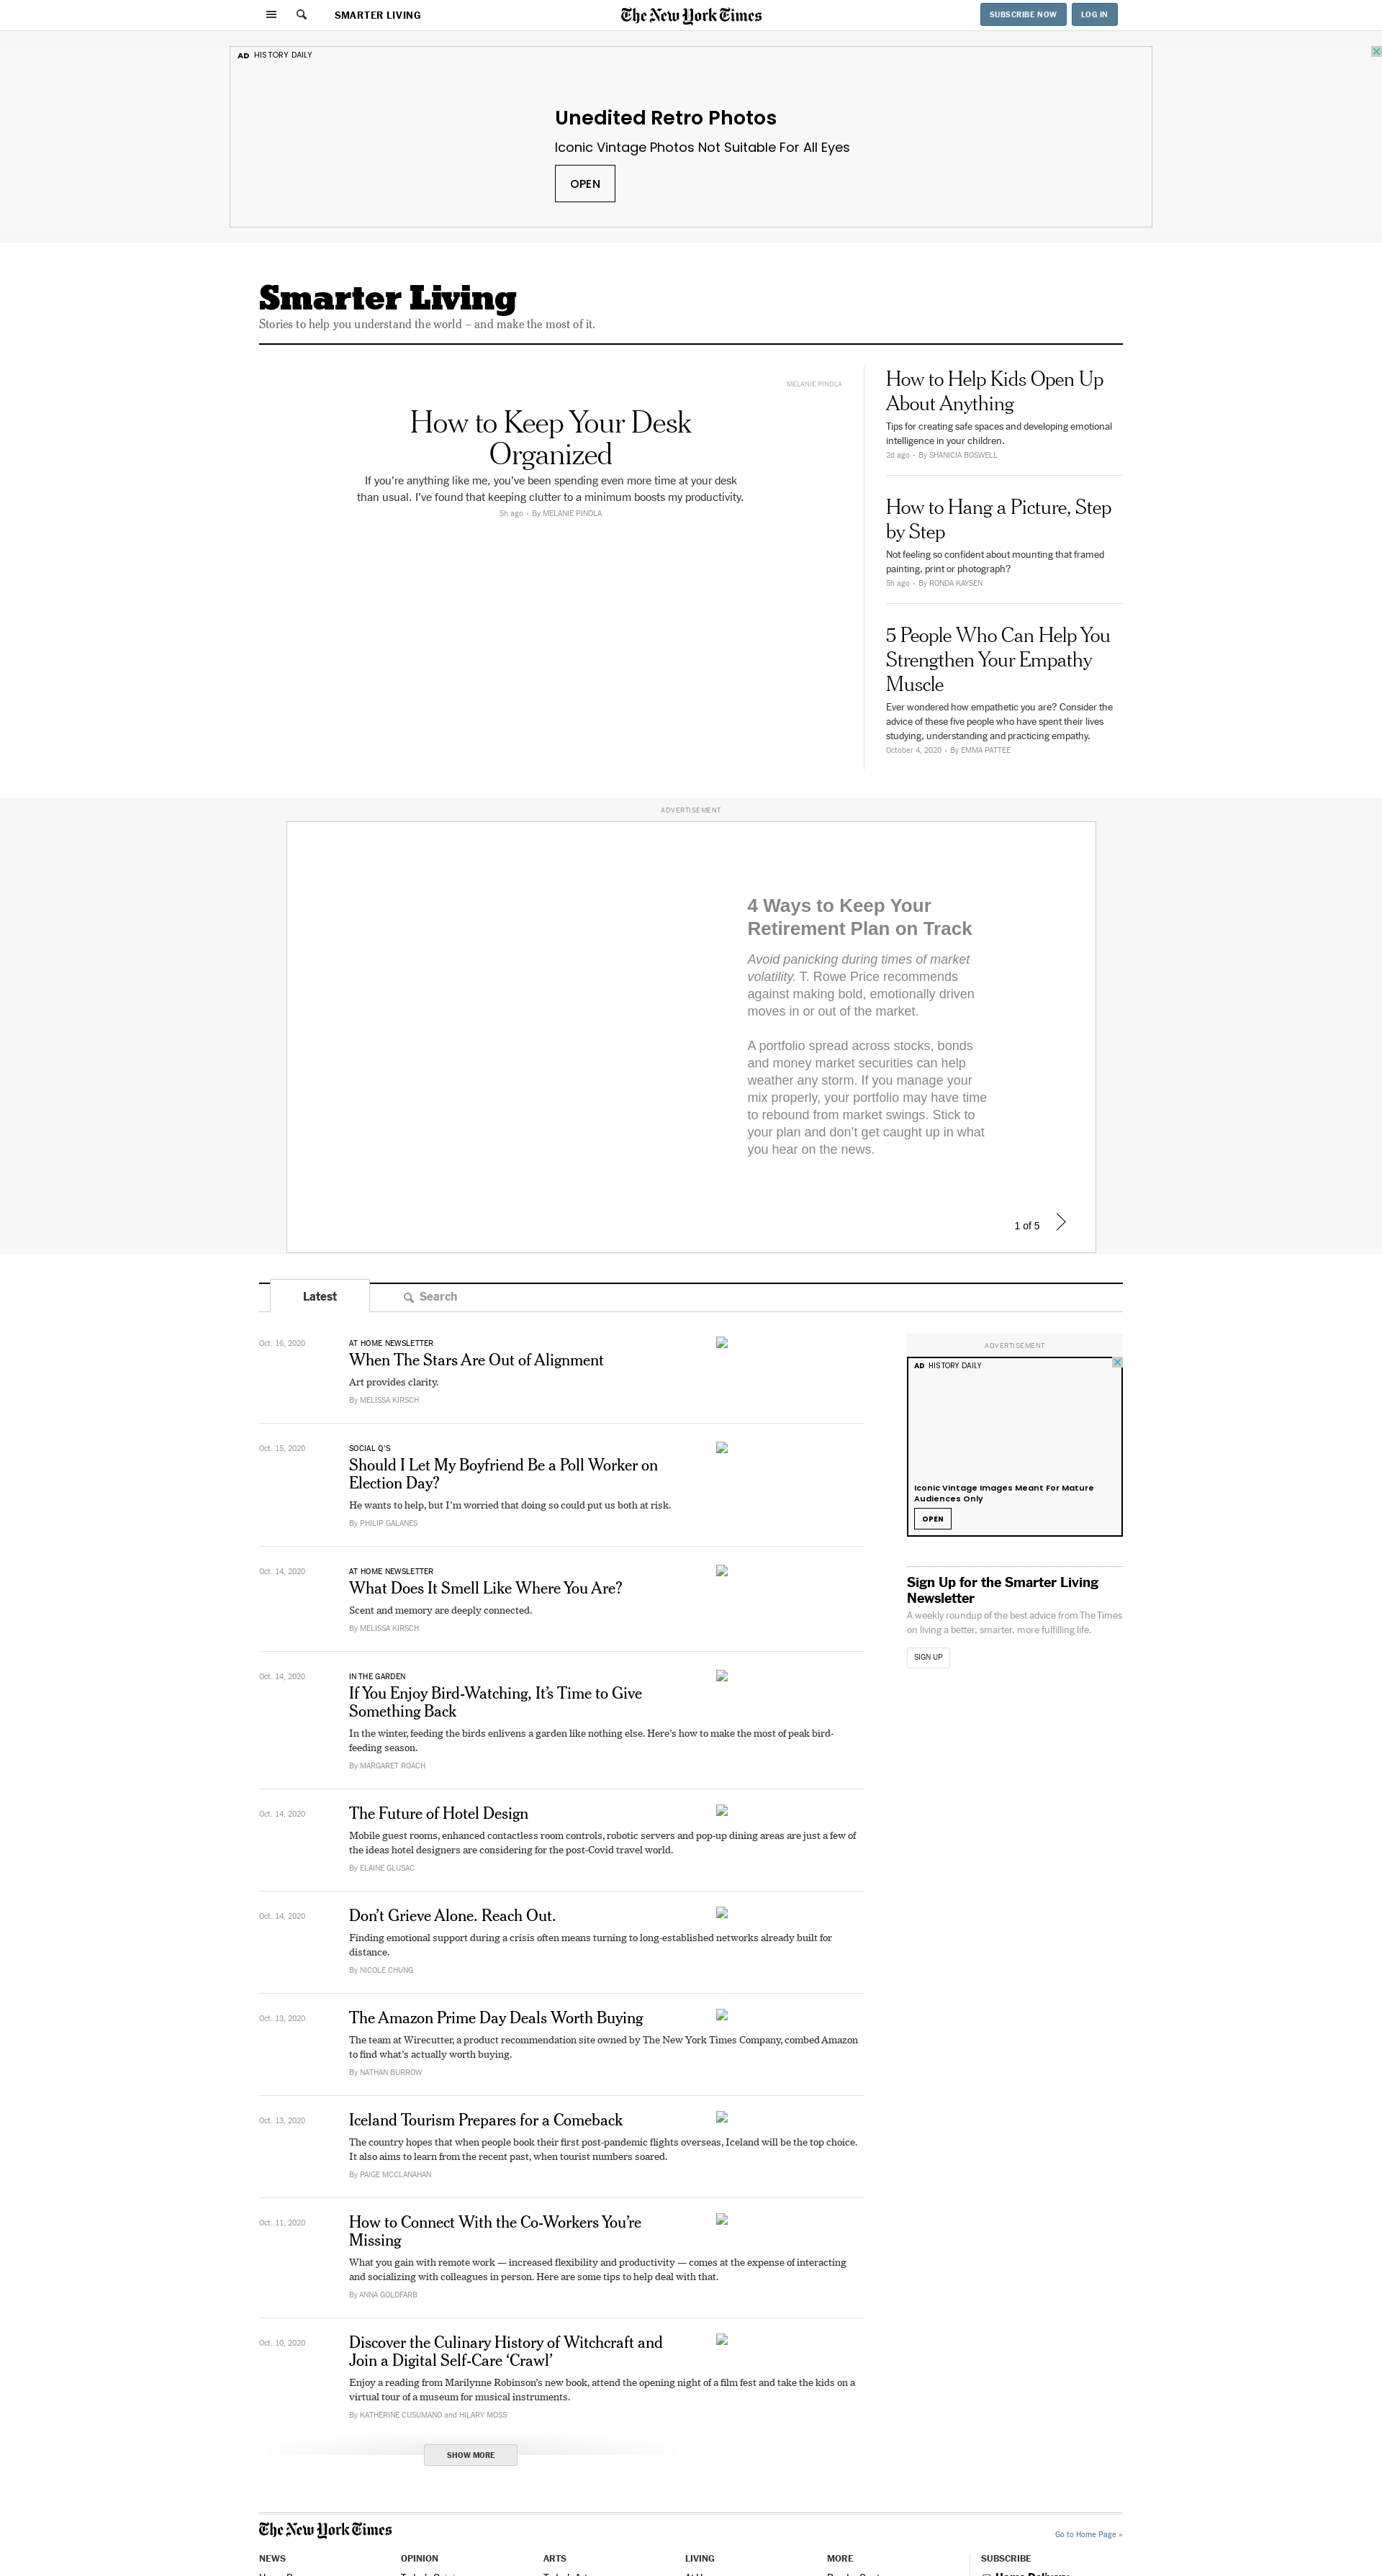 SMARTER LIVING
The New York Times
SUBSCRIBE NOW
LOG IN
AD HISTORY DAILY
Unedited Retro Photos
Iconic Vintage Photos Not Suitable For All Eyes
OPEN
Smarter Living
Stories to help you understand the world – and make the most of it.
MELANIE PINOLA
How to Keep Your Desk
Organized
If you’re anything like me, you’ve been spending even more time at your desk
than usual. I’ve found that keeping clutter to a minimum boosts my productivity.
5h ago • By MELANIE PINOLA
How to Help Kids Open Up
About Anything
Tips for creating safe spaces and developing emotional
intelligence in your children.
2d ago • By SHANICIA BOSWELL
How to Hang a Picture, Step
by Step
Not feeling so confident about mounting that framed
painting, print or photograph?
5h ago • By RONDA KAYSEN
5 People Who Can Help You
Strengthen Your Empathy
Muscle
Ever wondered how empathetic you are? Consider the
advice of these five people who have spent their lives
studying, understanding and practicing empathy.
October 4, 2020 • By EMMA PATTEE
ADVERTISEMENT
4 Ways to Keep Your
Retirement Plan on Track
Avoid panicking during times of market
volatility. T. Rowe Price recommends
against making bold, emotionally driven
moves in or out of the market.
A portfolio spread across stocks, bonds
and money market securities can help
weather any storm. If you manage your
mix properly, your portfolio may have time
to rebound from market swings. Stick to
your plan and don’t get caught up in what
you hear on the news.
1 of 5
Latest
Search
Oct. 16, 2020
AT HOME NEWSLETTER
When The Stars Are Out of Alignment
Art provides clarity.
By MELISSA KIRSCH
Oct. 15, 2020
SOCIAL Q’S
Should I Let My Boyfriend Be a Poll Worker on
Election Day?
He wants to help, but I’m worried that doing so could put us both at risk.
By PHILIP GALANES
Oct. 14, 2020
AT HOME NEWSLETTER
What Does It Smell Like Where You Are?
Scent and memory are deeply connected.
By MELISSA KIRSCH
Oct. 14, 2020
IN THE GARDEN
If You Enjoy Bird-Watching, It’s Time to Give
Something Back
In the winter, feeding the birds enlivens a garden like nothing else. Here’s how to make the most of peak bird-
feeding season.
By MARGARET ROACH
Oct. 14, 2020
The Future of Hotel Design
Mobile guest rooms, enhanced contactless room controls, robotic servers and pop-up dining areas are just a few of
the ideas hotel designers are considering for the post-Covid travel world.
By ELAINE GLUSAC
Oct. 14, 2020
Don’t Grieve Alone. Reach Out.
Finding emotional support during a crisis often means turning to long-established networks already built for
distance.
By NICOLE CHUNG
Oct. 13, 2020
The Amazon Prime Day Deals Worth Buying
The team at Wirecutter, a product recommendation site owned by The New York Times Company, combed Amazon
to find what’s actually worth buying.
By NATHAN BURROW
Oct. 13, 2020
Iceland Tourism Prepares for a Comeback
The country hopes that when people book their first post-pandemic flights overseas, Iceland will be the top choice.
It also aims to learn from the recent past, when tourist numbers soared.
By PAIGE MCCLANAHAN
Oct. 11, 2020
How to Connect With the Co-Workers You’re
Missing
What you gain with remote work — increased flexibility and productivity — comes at the expense of interacting
and socializing with colleagues in person. Here are some tips to help deal with that.
By ANNA GOLDFARB
Oct. 10, 2020
Discover the Culinary History of Witchcraft and
Join a Digital Self-Care ‘Crawl’
Enjoy a reading from Marilynne Robinson’s new book, attend the opening night of a film fest and take the kids on a
virtual tour of a museum for musical instruments.
By KATHERINE CUSUMANO and HILARY MOSS
SHOW MORE
ADVERTISEMENT
AD HISTORY DAILY
Iconic Vintage Images Meant For Mature
Audiences Only
OPEN
Sign Up for the Smarter Living
Newsletter
A weekly roundup of the best advice from The Times
on living a better, smarter, more fulfilling life.
SIGN UP
The New York Times
Go to Home Page »
NEWS
OPINION
ARTS
LIVING
MORE
SUBSCRIBE